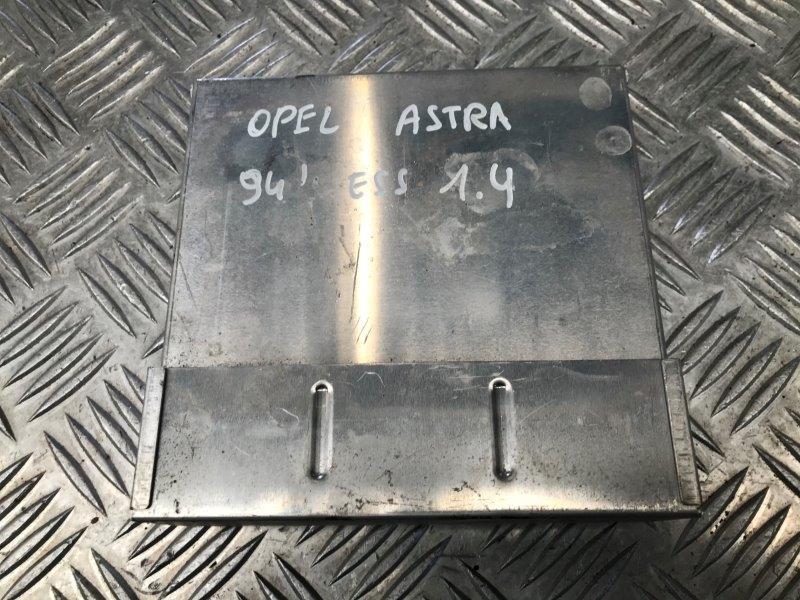 OPEL ASTRA
94' ESS 1.4